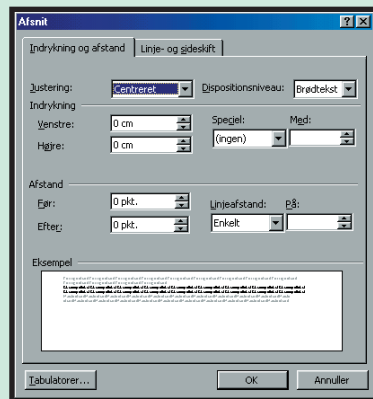 Afsnit
Indrykning og afstand Linje- og sideskift
Justering: Centreret Dispositionsniveau: Brødtekst
Indrykning
Venstre: 0 cm Speciel: Med:
Højre: 0 cm (ingen)
Afstand
Før: 0 pkt. Linjeafstand: På:
Efter: 0 pkt. Enkelt
Eksempel
Tabulatorer... OK Annuller